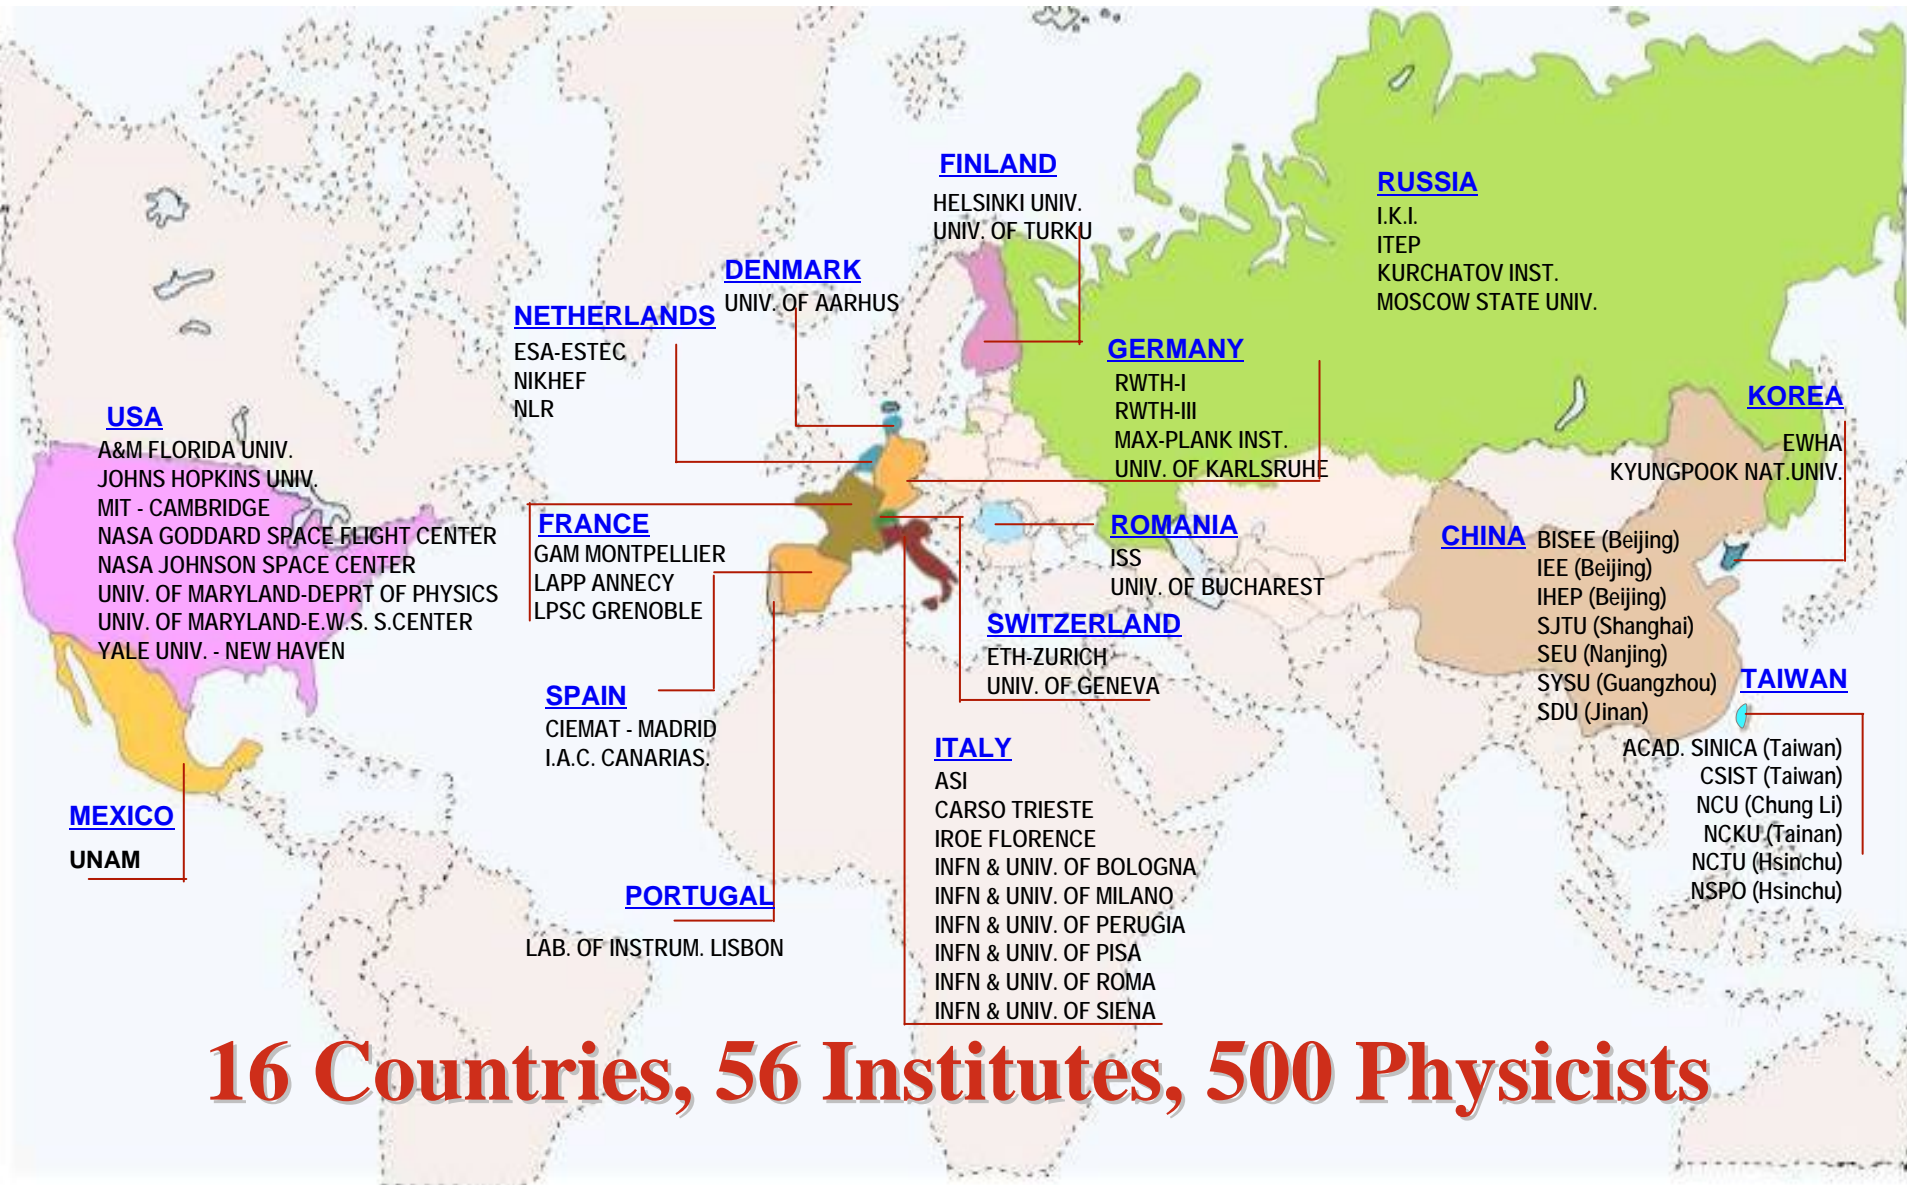 FINLAND
HELSINKI UNIV.
UNIV. OF TURKU
RUSSIA
I.K.I.
ITEP
KURCHATOV INST.
MOSCOW STATE UNIV.
DENMARK
UNIV. OF AARHUS
NETHERLANDS
ESA-ESTEC
NIKHEF
NLR
GERMANY
RWTH-I
RWTH-III
MAX-PLANK INST.
UNIV. OF KARLSRUHE
KOREA
EWHA
KYUNGPOOK NAT.UNIV.
USA
A&M FLORIDA UNIV.
JOHNS HOPKINS UNIV.
MIT - CAMBRIDGE
NASA GODDARD SPACE FLIGHT CENTER
NASA JOHNSON SPACE CENTER
UNIV. OF MARYLAND-DEPRT OF PHYSICS
UNIV. OF MARYLAND-E.W.S. S.CENTER
YALE UNIV. - NEW HAVEN
FRANCE
GAM MONTPELLIER
LAPP ANNECY
LPSC GRENOBLE
ROMANIA
ISS
UNIV. OF BUCHAREST
CHINA
BISEE (Beijing)
IEE (Beijing)
IHEP (Beijing)
SJTU (Shanghai)
SEU (Nanjing)
SYSU (Guangzhou)
SDU (Jinan)
SWITZERLAND
ETH-ZURICH
UNIV. OF GENEVA
TAIWAN
ACAD. SINICA (Taiwan)
CSIST (Taiwan)
NCU (Chung Li)
NCKU (Tainan)
NCTU (Hsinchu)
NSPO (Hsinchu)
SPAIN
CIEMAT - MADRID
I.A.C. CANARIAS.
ITALY
ASI
CARSO TRIESTE
IROE FLORENCE
INFN & UNIV. OF BOLOGNA
INFN & UNIV. OF MILANO
INFN & UNIV. OF PERUGIA
INFN & UNIV. OF PISA
INFN & UNIV. OF ROMA
INFN & UNIV. OF SIENA
MEXICO
UNAM
PORTUGAL
LAB. OF INSTRUM. LISBON
16 Countries, 56 Institutes, 500 Physicists